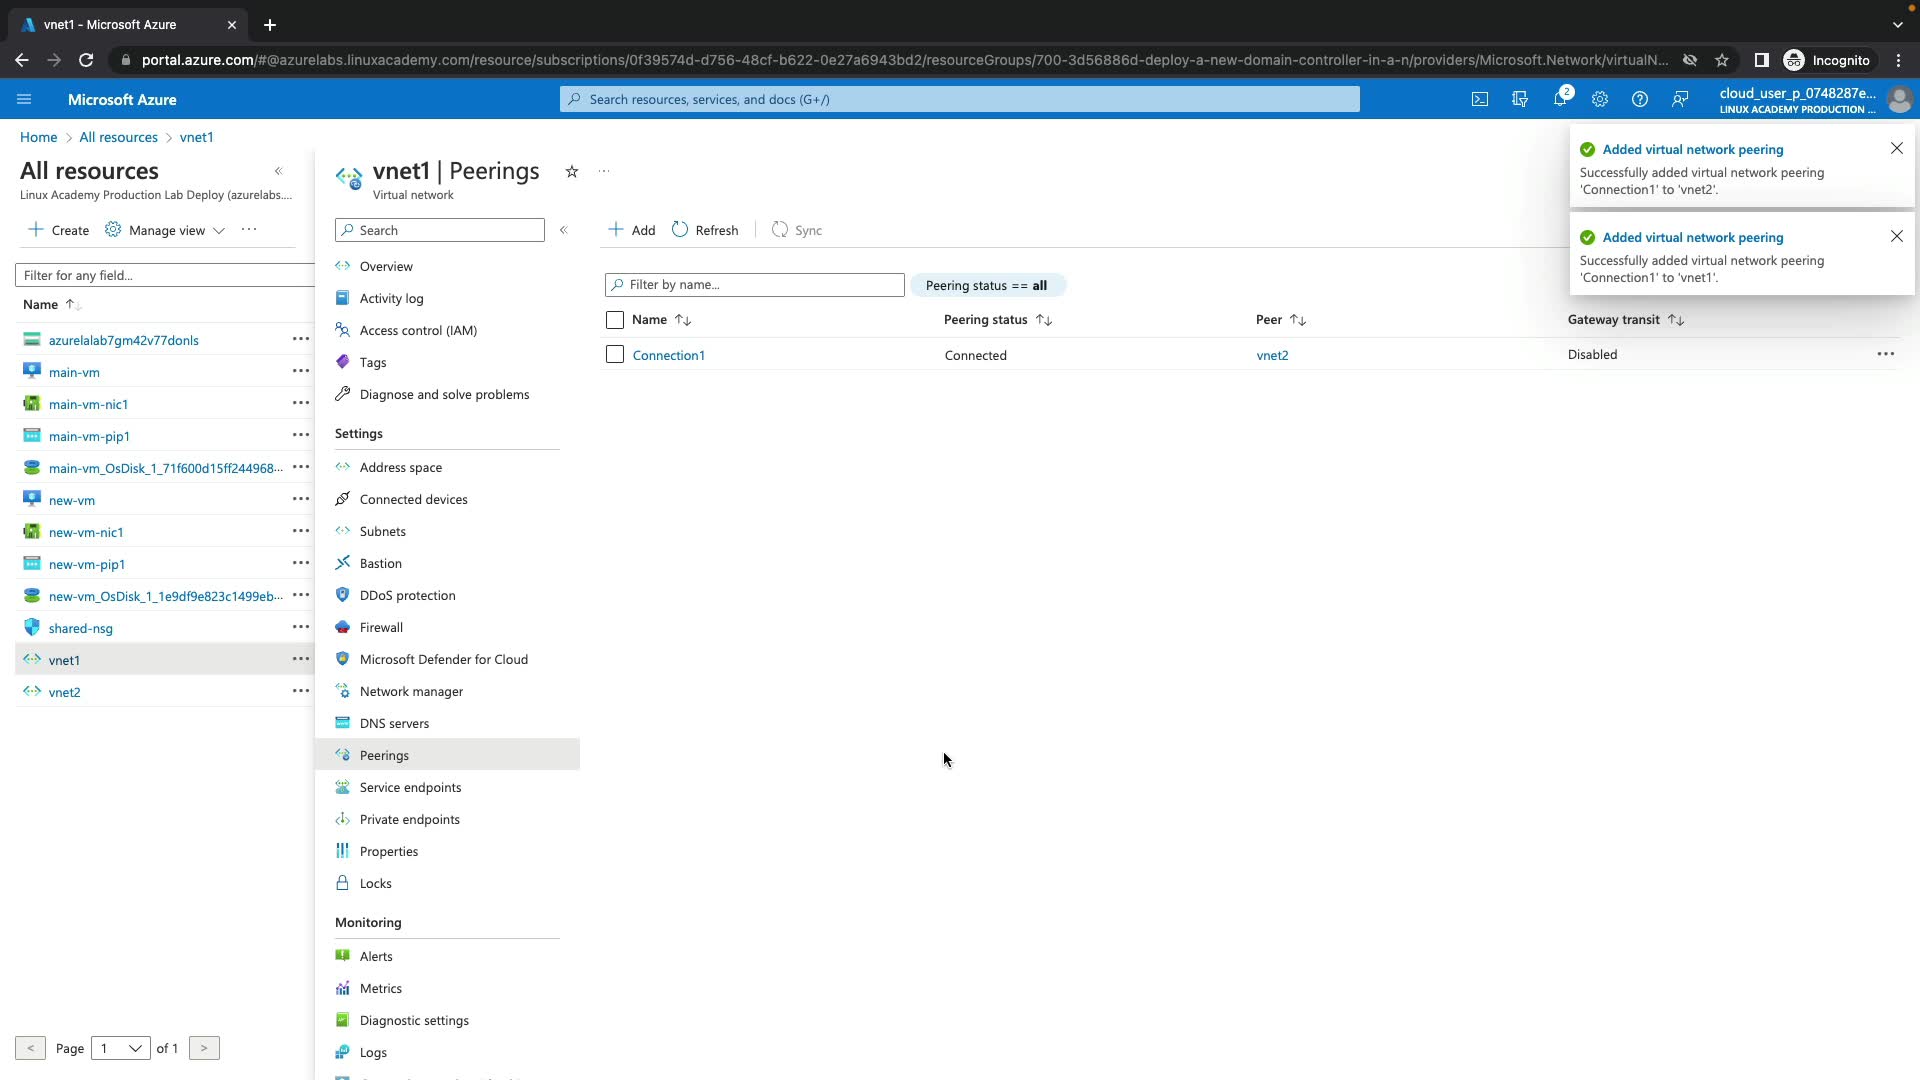 vnet1 - Microsoft Azure
portal.azure.com/#@azurelabs.linuxacademy.com/resource/subscriptions/0f39574d-d756-48cf-b622-0e27a6943bd2/resourceGroups/700-3d56886d-deploy-a-new-domain-controller-in-a-n/providers/Microsoft.Network/virtualN...
Incognito
Microsoft Azure
Search resources, services, and docs (G+/)
2
cloud_user_p_0748287e...
LINUX ACADEMY PRODUCTION ...
Home > All resources > vnet1
All resources
Linux Academy Production Lab Deploy (azurelabs....
Create
Manage view
Filter for any field...
Name
azurelalab7gm42v77donls
main-vm
main-vm-nic1
main-vm-pip1
main-vm_OsDisk_1_71f600d15ff244968...
new-vm
new-vm-nic1
new-vm-pip1
new-vm_OsDisk_1_1e9df9e823c1499eb...
shared-nsg
vnet1
vnet2
< Page 1 of 1 >
vnet1 | Peerings
Virtual network
Search
Overview
Activity log
Access control (IAM)
Tags
Diagnose and solve problems
Settings
Address space
Connected devices
Subnets
Bastion
DDoS protection
Firewall
Microsoft Defender for Cloud
Network manager
DNS servers
Peerings
Service endpoints
Private endpoints
Properties
Locks
Monitoring
Alerts
Metrics
Diagnostic settings
Logs
Add
Refresh
Sync
Filter by name...
Peering status == all
Name
Peering status
Peer
Gateway transit
Connection1
Connected
vnet2
Disabled
Added virtual network peering
Successfully added virtual network peering
'Connection1' to 'vnet2'.
Added virtual network peering
Successfully added virtual network peering
'Connection1' to 'vnet1'.